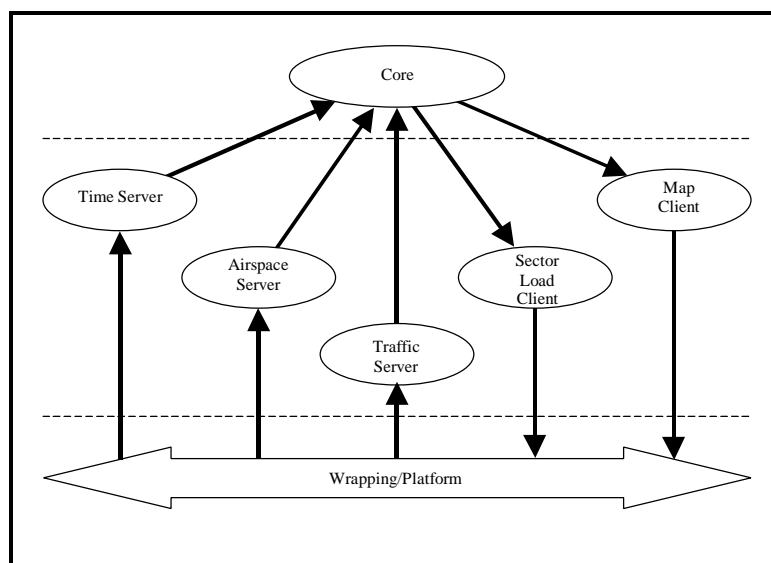 Core
Time Server
Map
Client
Airspace
Server
Sector
Load
Client
Traffic
Server
Wrapping/Platform